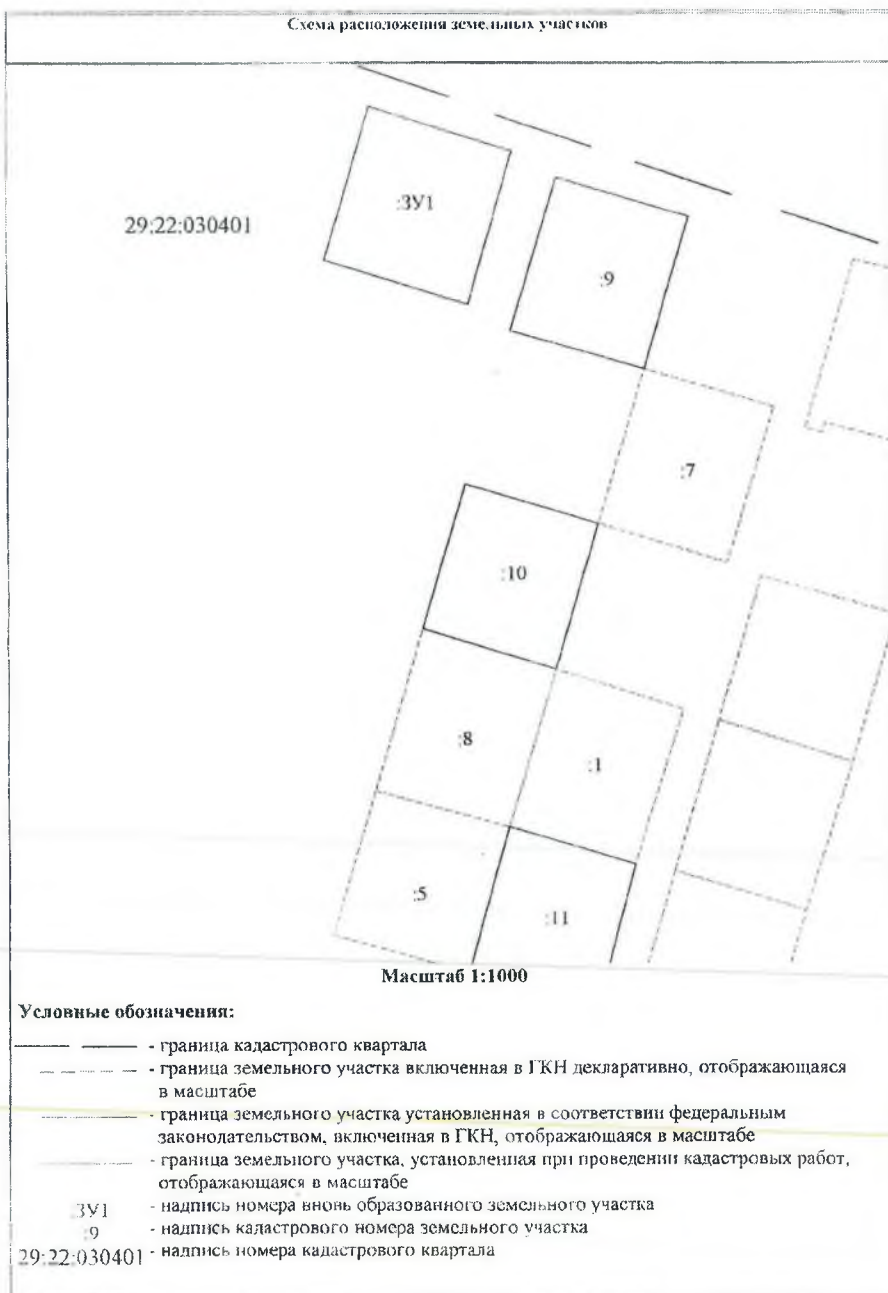 Схема расположения земельных участков
:ЗУ1
29:22:030401
:9
:7
:10
:8
:1
:5
:11
Масштаб 1:1000
Условные обозначения:
- граница кадастрового квартала
- граница земельного участка включенная в ГКН декларативно, отображающаяся
в масштабе
- граница земельного участка установленная в соответствии федеральным
законодательством, включенная в ГКН, отображающаяся в масштабе
- граница земельного участка, установленная при проведении кадастровых работ,
отображающаяся в масштабе
ЗУ1 - надпись номера вновь образованного земельного участка
:9 - надпись кадастрового номера земельного участка
29:22:030401 - надпись номера кадастрового квартала